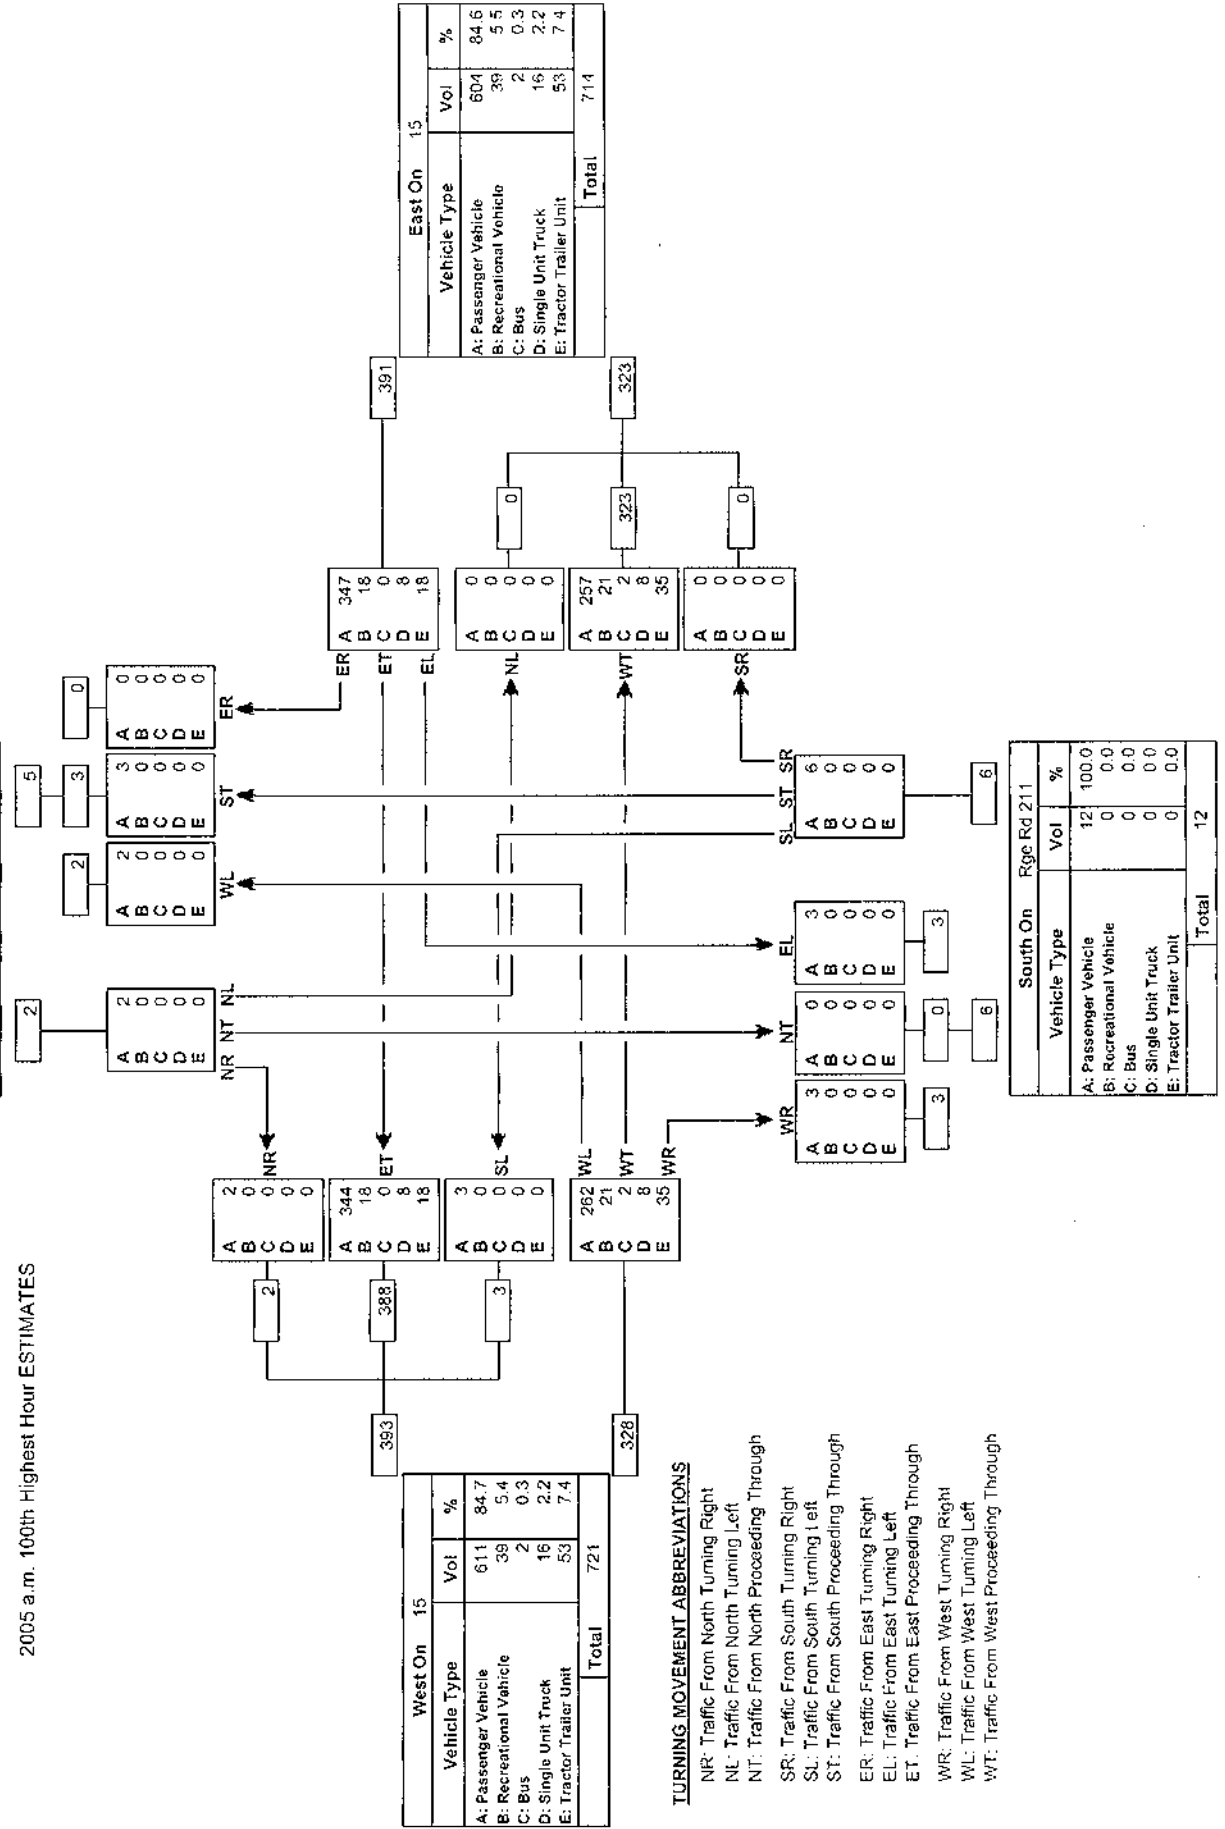 2005 a.m. 100th Highest Hour ESTIMATES
2
2
5
3
0
A 2
B 0
C 0
D 0
E 0
A 2
B 0
C 0
D 0
E 0
A 3
B 0
C 0
D 0
E 0
A 0
B 0
C 0
D 0
E 0
NR NT NL
WL
ST
ER
West On 15
Vehicle Type Vol %
A: Passenger Vehicle 611 84.7
B: Recreational Vehicle 39 5.4
C: Bus 2 0.3
D: Single Unit Truck 16 2.2
E: Tractor Trailer Unit 53 7.4
Total 721
393
328
2
388
3
A 2
B 0
C 0
D 0
E 0
NR
A 344
B 18
C 0
D 8
E 18
ET
A 3
B 0
C 0
D 0
E 0
SL
A 262
B 21
C 2
D 8
E 35
WL
WT
WR
ER
ET
EL
A 347
B 18
C 0
D 8
E 18
391
NL
A 0
B 0
C 0
D 0
E 0
0
WT
A 257
B 21
C 2
D 8
E 35
323
323
SR
A 0
B 0
C 0
D 0
E 0
0
East On 15
Vehicle Type Vol %
A: Passenger Vehicle 604 84.6
B: Recreational Vehicle 39 5.5
C: Bus 2 0.3
D: Single Unit Truck 16 2.2
E: Tractor Trailer Unit 53 7.4
Total 714
WR
NT
EL
SL ST SR
A 3
B 0
C 0
D 0
E 0
3
A 0
B 0
C 0
D 0
E 0
0
6
A 3
B 0
C 0
D 0
E 0
3
A 6
B 0
C 0
D 0
E 0
6
South On Rge Rd 211
Vehicle Type Vol %
A: Passenger Vehicle 12 100.0
B: Recreational Vehicle 0 0.0
C: Bus 0 0.0
D: Single Unit Truck 0 0.0
E: Tractor Trailer Unit 0 0.0
Total 12
TURNING MOVEMENT ABBREVIATIONS
NR: Traffic From North Turning Right
NL: Traffic From North Turning Left
NT: Traffic From North Proceeding Through
SR: Traffic From South Turning Right
SL: Traffic From South Turning Left
ST: Traffic From South Proceeding Through
ER: Traffic From East Turning Right
EL: Traffic From East Turning Left
ET: Traffic From East Proceeding Through
WR: Traffic From West Turning Right
WL: Traffic From West Turning Left
WT: Traffic From West Proceeding Through